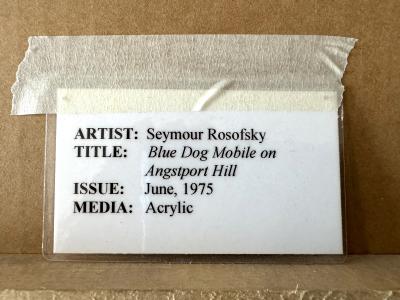 ARTIST: Seymour Rosofsky
TITLE: Blue Dog Mobile on
Angstport Hill
ISSUE: June, 1975
MEDIA: Acrylic